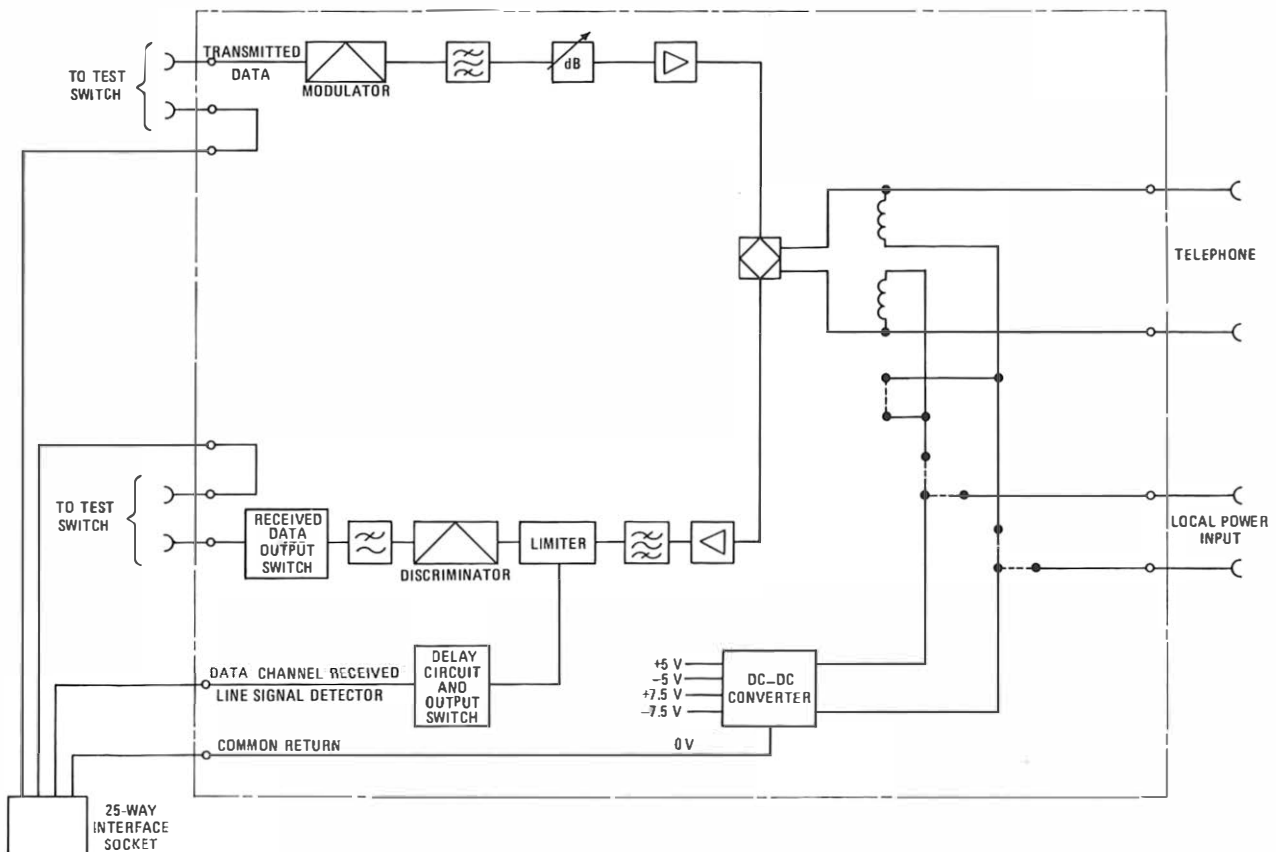 TO TEST
SWITCH
TRANSMITTED
DATA
MODULATOR
dB
TELEPHONE
TO TEST
SWITCH
RECEIVED
DATA
OUTPUT
SWITCH
DISCRIMINATOR
LIMITER
LOCAL POWER
INPUT
DATA CHANNEL RECEIVED
LINE SIGNAL DETECTOR
DELAY
CIRCUIT
AND
OUTPUT
SWITCH
+5 V
–5 V
+7.5 V
–7.5 V
DC–DC
CONVERTER
COMMON RETURN
0V
25-WAY
INTERFACE
SOCKET